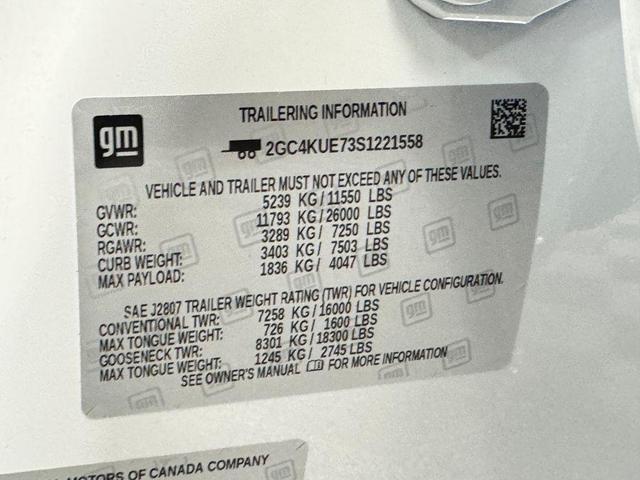 TRAILERING INFORMATION
gm
2GC4KUE73S1221558
VEHICLE AND TRAILER MUST NOT EXCEED ANY OF THESE VALUES.
GVWR: 5239 KG/11550 LBS
GCWR: 11793 KG/26000 LBS
RGAWR: 3289 KG/ 7250 LBS
CURB WEIGHT: 3403 KG/ 7503 LBS
MAX PAYLOAD: 1836 KG/ 4047 LBS
SAE J2807 TRAILER WEIGHT RATING (TWR) FOR VEHICLE CONFIGURATION.
CONVENTIONAL TWR: 7258 KG/16000 LBS
MAX TONGUE WEIGHT: 726 KG/ 1600 LBS
GOOSENECK TWR: 8301 KG/18300 LBS
MAX TONGUE WEIGHT: 1245 KG/ 2745 LBS
SEE OWNER'S MANUAL FOR MORE INFORMATION
MOTORS OF CANADA COMPANY